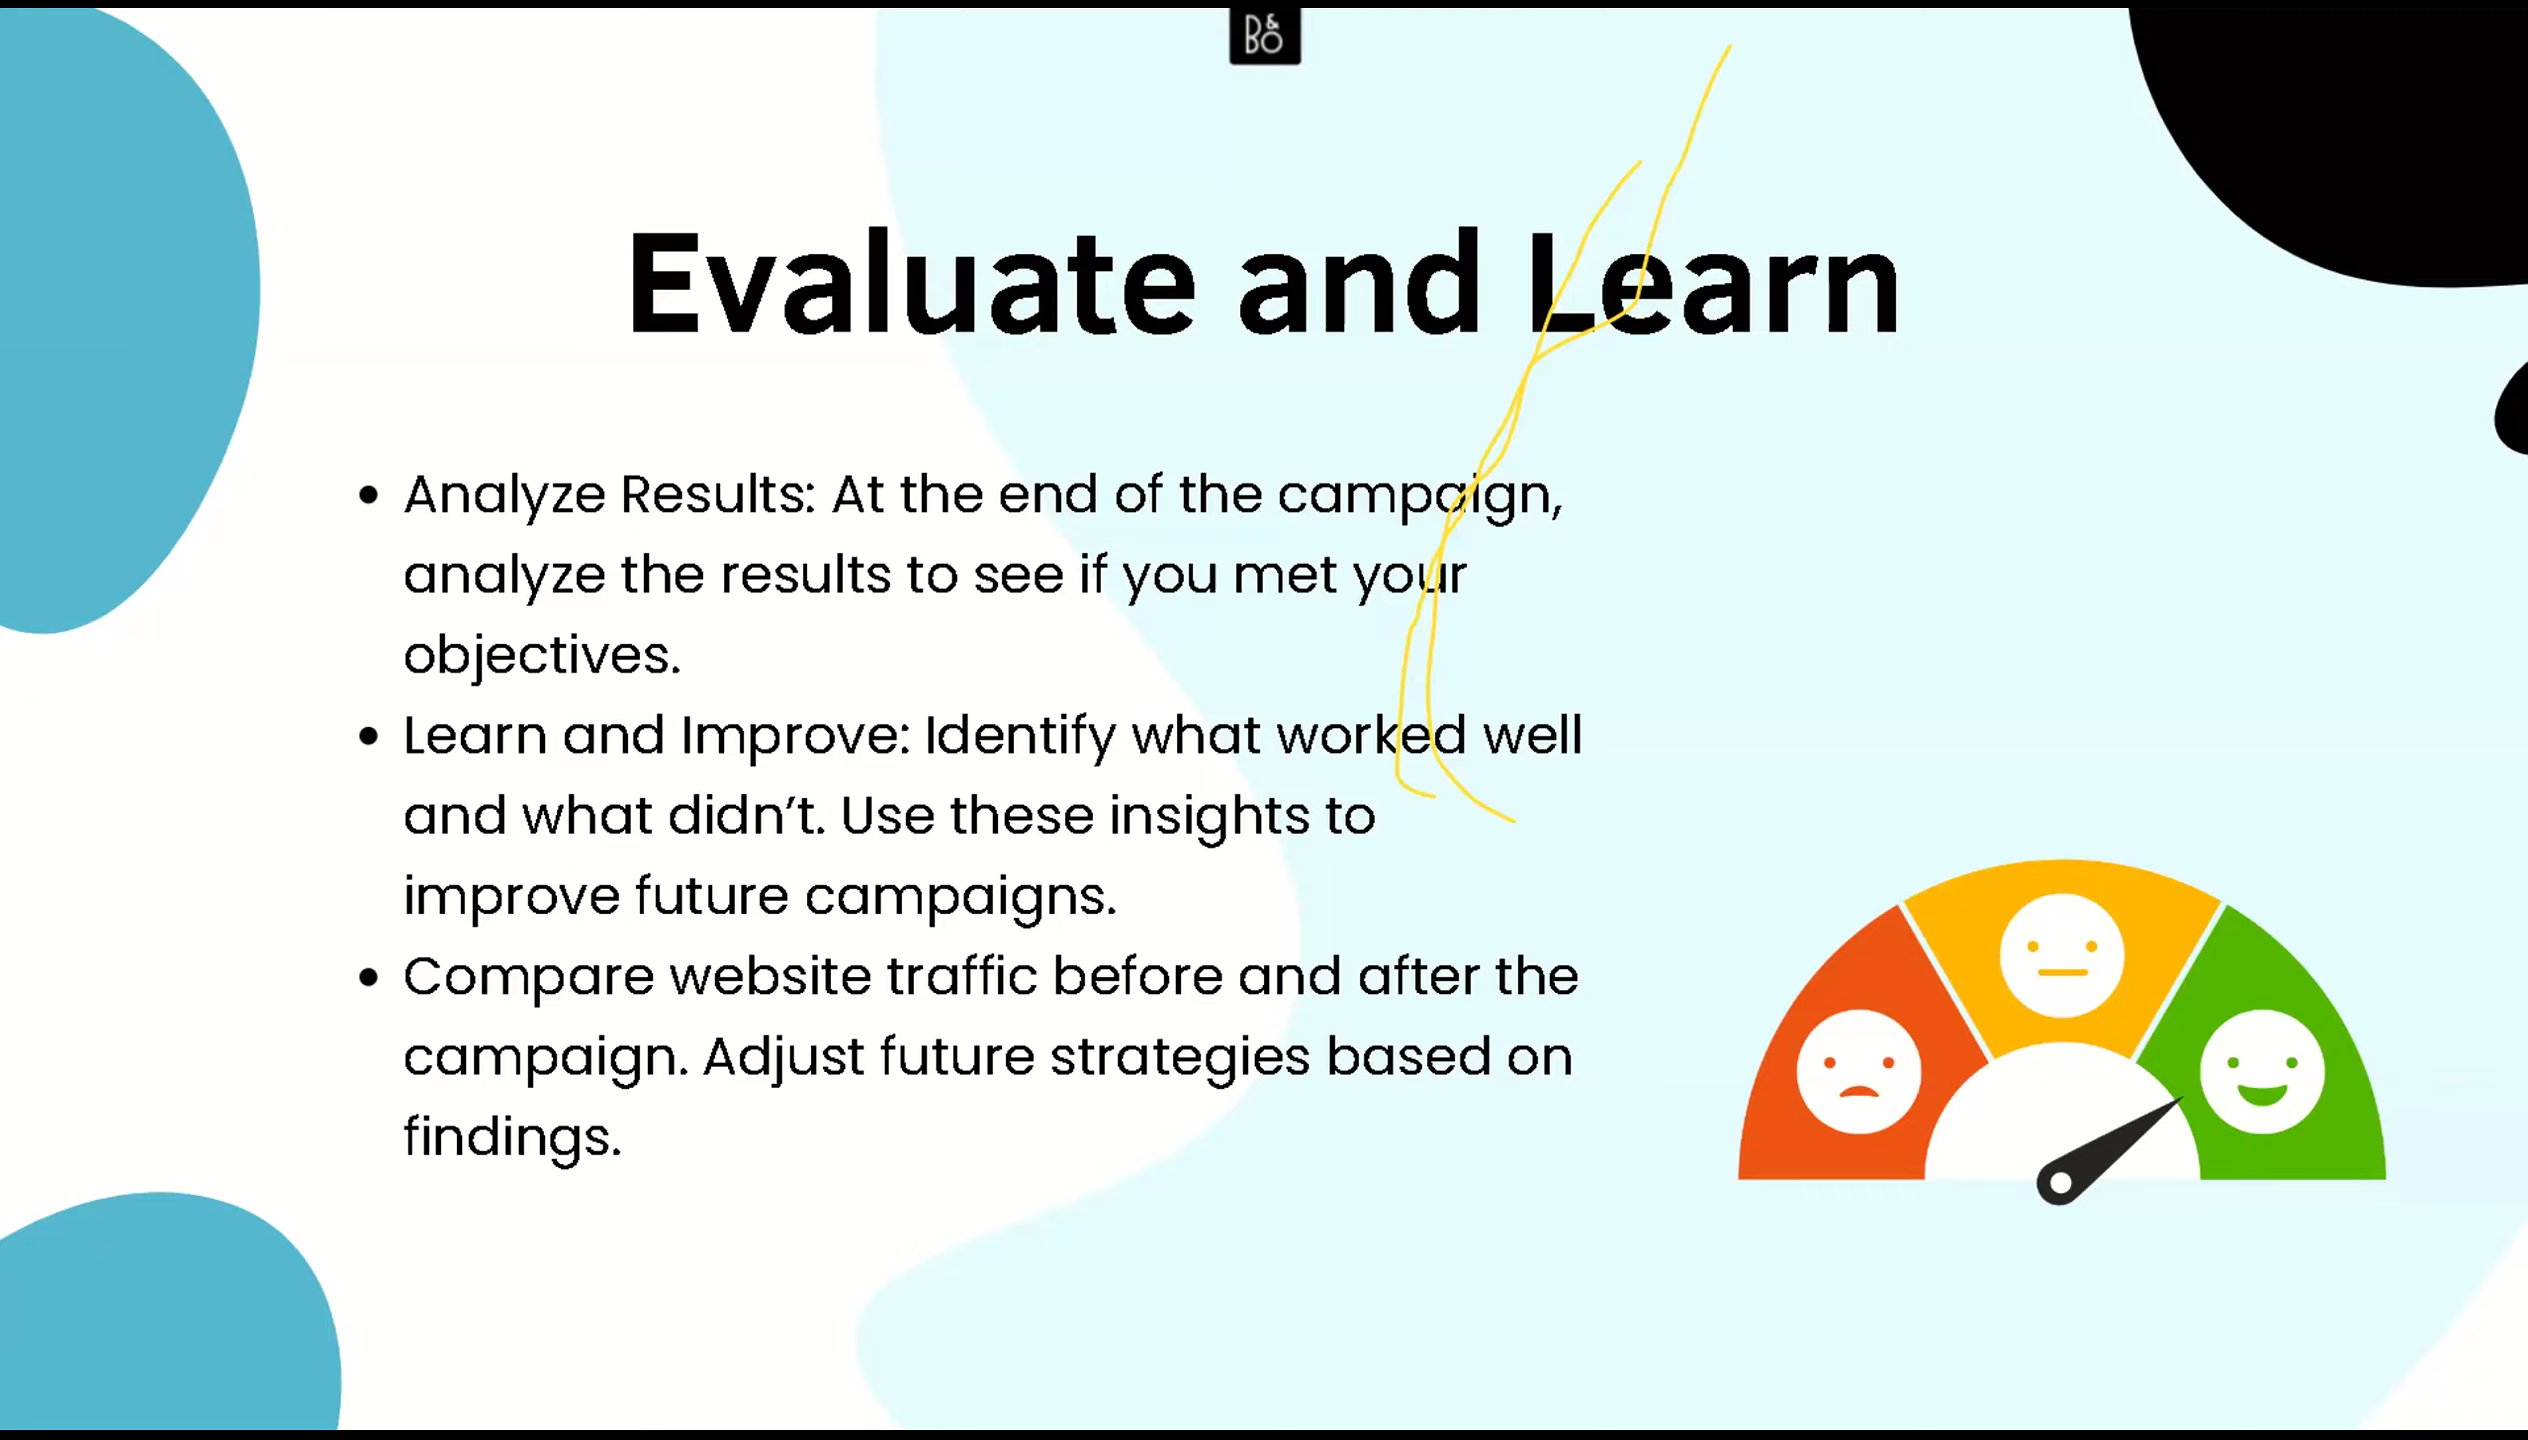 B&O
Evaluate and Learn
• Analyze Results: At the end of the campaign,
analyze the results to see if you met your
objectives.
• Learn and Improve: Identify what worked well
and what didn’t. Use these insights to
improve future campaigns.
• Compare website traffic before and after the
campaign. Adjust future strategies based on
findings.